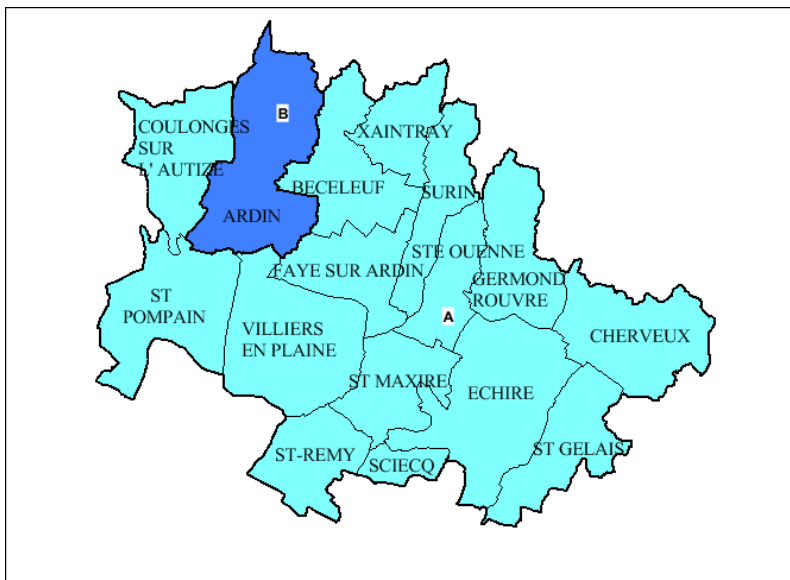 B
COULONGES
SUR
L' AUTIZE
XAINTRAY
BECELEUF
SURIN
ARDIN
STE OUENNE
FAYE SUR ARDIN
GERMOND
ROUVRE
ST
POMPAIN
A
VILLIERS
EN PLAINE
CHERVEUX
ST MAXIRE
ECHIRE
ST-REMY
SCIECQ
ST GELAIS